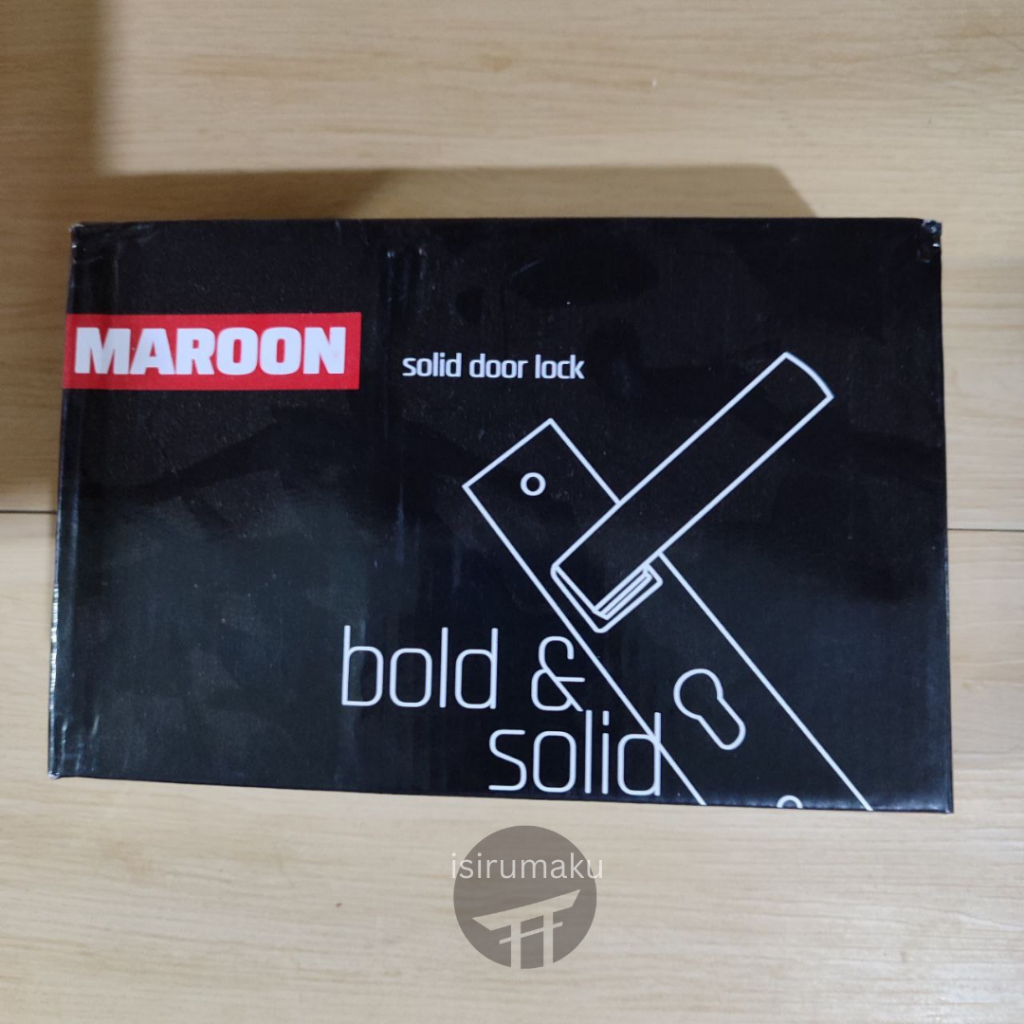 MAROON
solid door lock
bold &
solid
isirumaku